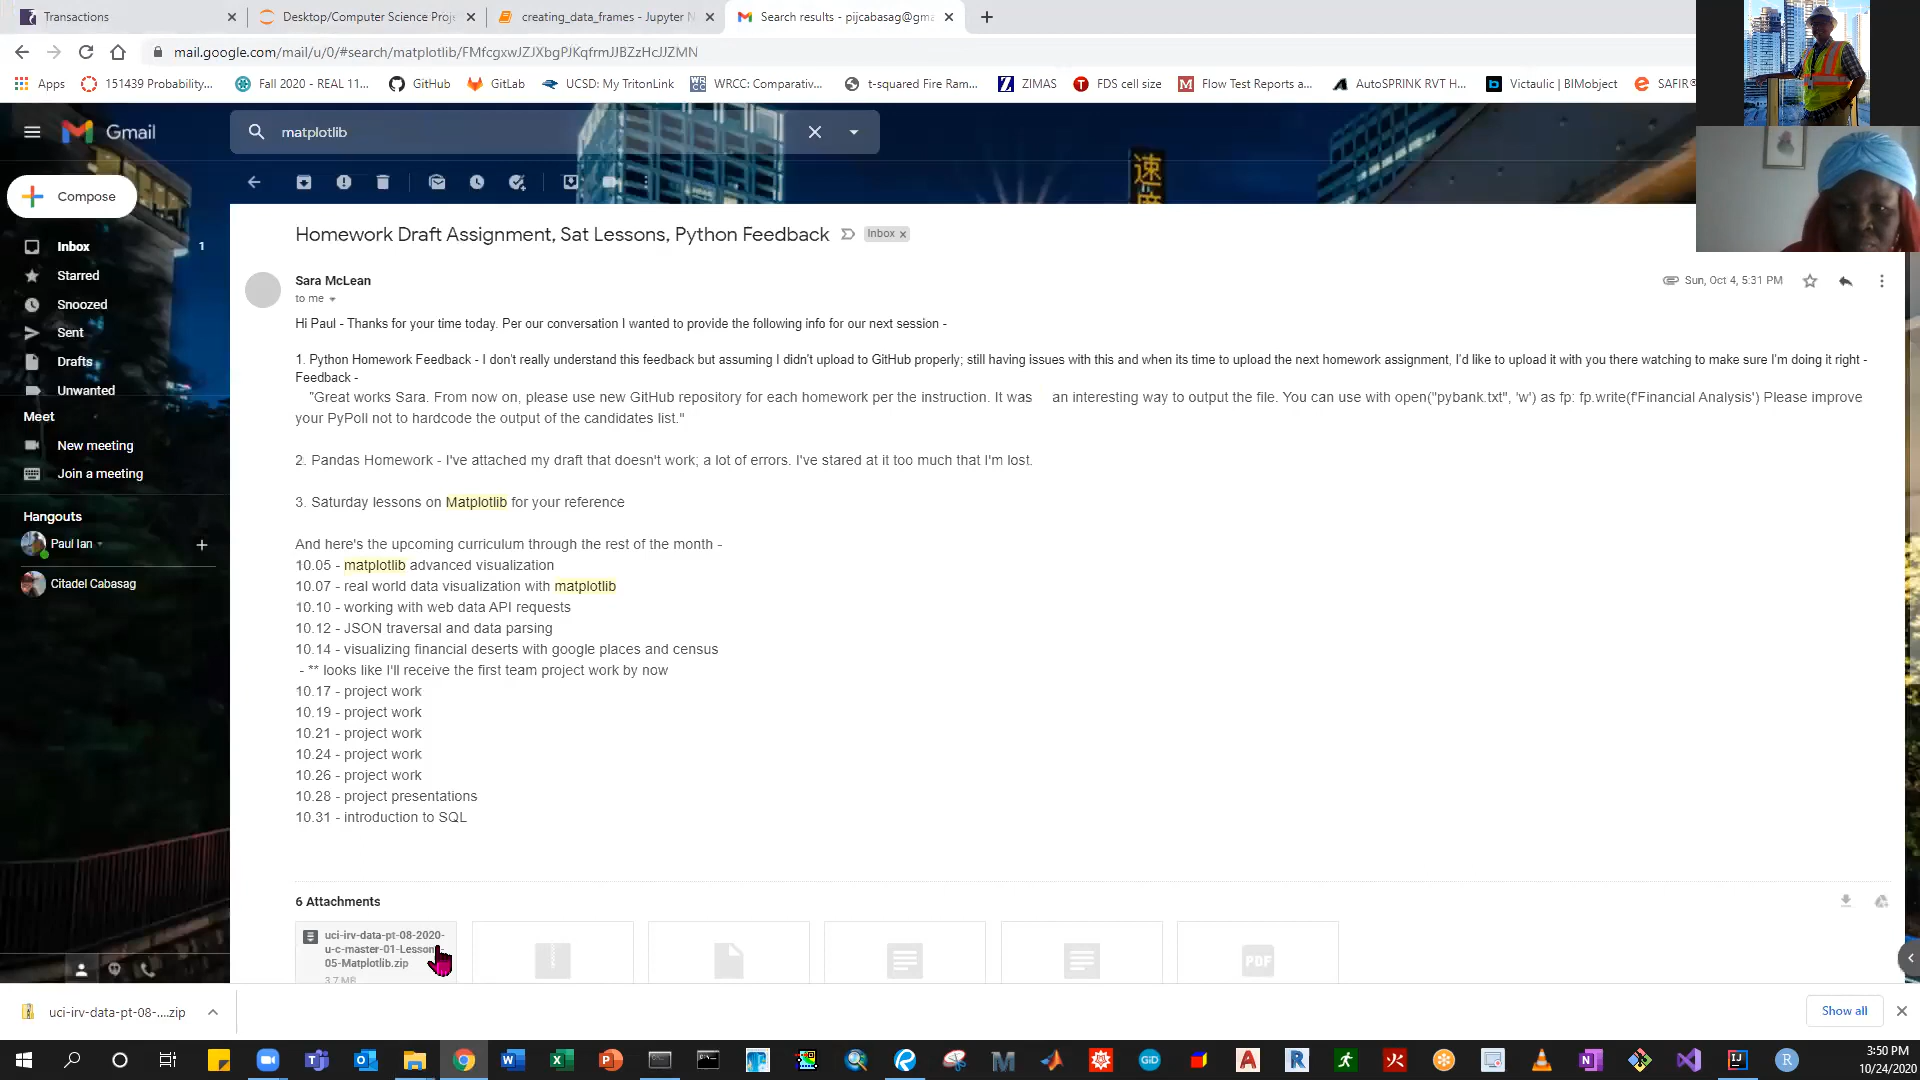 Transactions
Desktop/Computer Science Proj
creating_data_frames - Jupyter N
Search results - pijcabasag@gma
mail.google.com/mail/u/0/#search/matplotlib/FMfcgxwJZJXbgPJKqfrmJJBZzHcJJZMN
Apps
151439 Probability...
Fall 2020 - REAL 11...
GitHub
GitLab
UCSD: My TritonLink
WRCC: Comparativ...
t-squared Fire Ram...
ZIMAS
FDS cell size
Flow Test Reports a...
AutoSPRINK RVT H...
Victaulic | BIMobject
SAFIR®
Gmail
matplotlib
速
Compose
Inbox
1
Starred
Snoozed
Sent
Drafts
Unwanted
Meet
New meeting
Join a meeting
Hangouts
Paul Ian
Citadel Cabasag
Homework Draft Assignment, Sat Lessons, Python Feedback
Inbox x
Sara McLean
Sun, Oct 4, 5:31 PM
to me
Hi Paul - Thanks for your time today. Per our conversation I wanted to provide the following info for our next session -
1. Python Homework Feedback - I don't really understand this feedback but assuming I didn't upload to GitHub properly; still having issues with this and when its time to upload the next homework assignment, I'd like to upload it with you there watching to make sure I'm doing it right -
Feedback -
"Great works Sara. From now on, please use new GitHub repository for each homework per the instruction. It was an interesting way to output the file. You can use with open("pybank.txt", 'w') as fp: fp.write(f'Financial Analysis') Please improve
your PyPoll not to hardcode the output of the candidates list."
2. Pandas Homework - I've attached my draft that doesn't work; a lot of errors. I've stared at it too much that I'm lost.
3. Saturday lessons on Matplotlib for your reference
And here's the upcoming curriculum through the rest of the month -
10.05 - matplotlib advanced visualization
10.07 - real world data visualization with matplotlib
10.10 - working with web data API requests
10.12 - JSON traversal and data parsing
10.14 - visualizing financial deserts with google places and census
- ** looks like I'll receive the first team project work by now
10.17 - project work
10.19 - project work
10.21 - project work
10.24 - project work
10.26 - project work
10.28 - project presentations
10.31 - introduction to SQL
6 Attachments
uci-irv-data-pt-08-2020-
u-c-master-01-Lesson
05-Matplotlib.zip
3.7 MB
PDF
uci-irv-data-pt-08-....zip
Show all
3:50 PM
10/24/2020